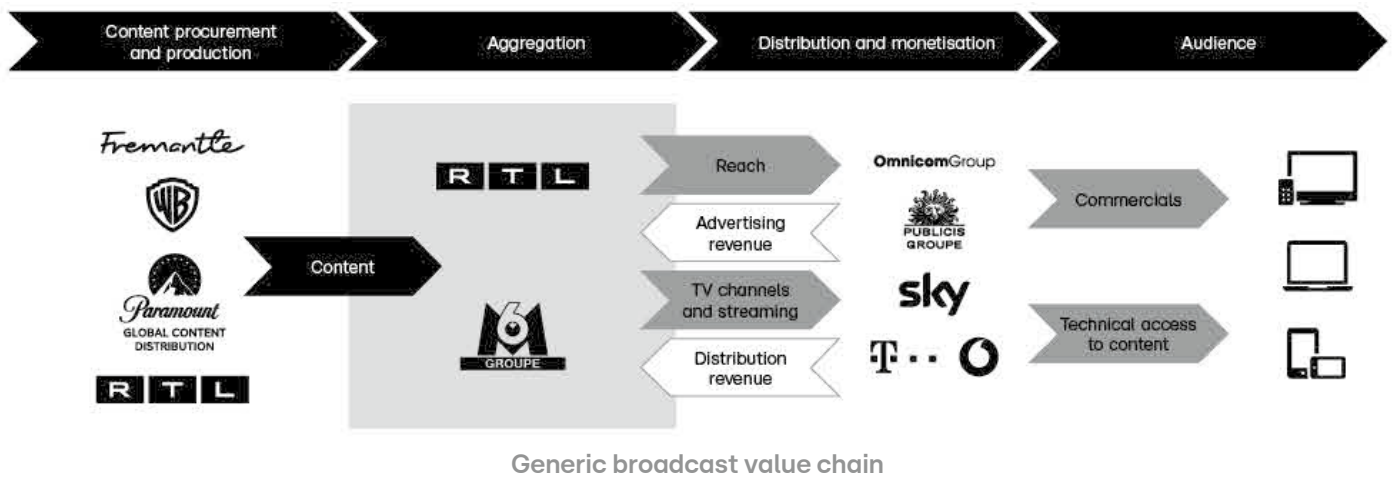 Content procurement
and production
Aggregation
Distribution and monetisation
Audience
Fremantle
WB
Paramount
GLOBAL CONTENT
DISTRIBUTION
RTL
Content
RTL
M6
GROUPE
Reach
Advertising
revenue
TV channels
and streaming
Distribution
revenue
OmnicomGroup
PUBLICIS
GROUPE
sky
T
Commercials
Technical access
to content
Generic broadcast value chain